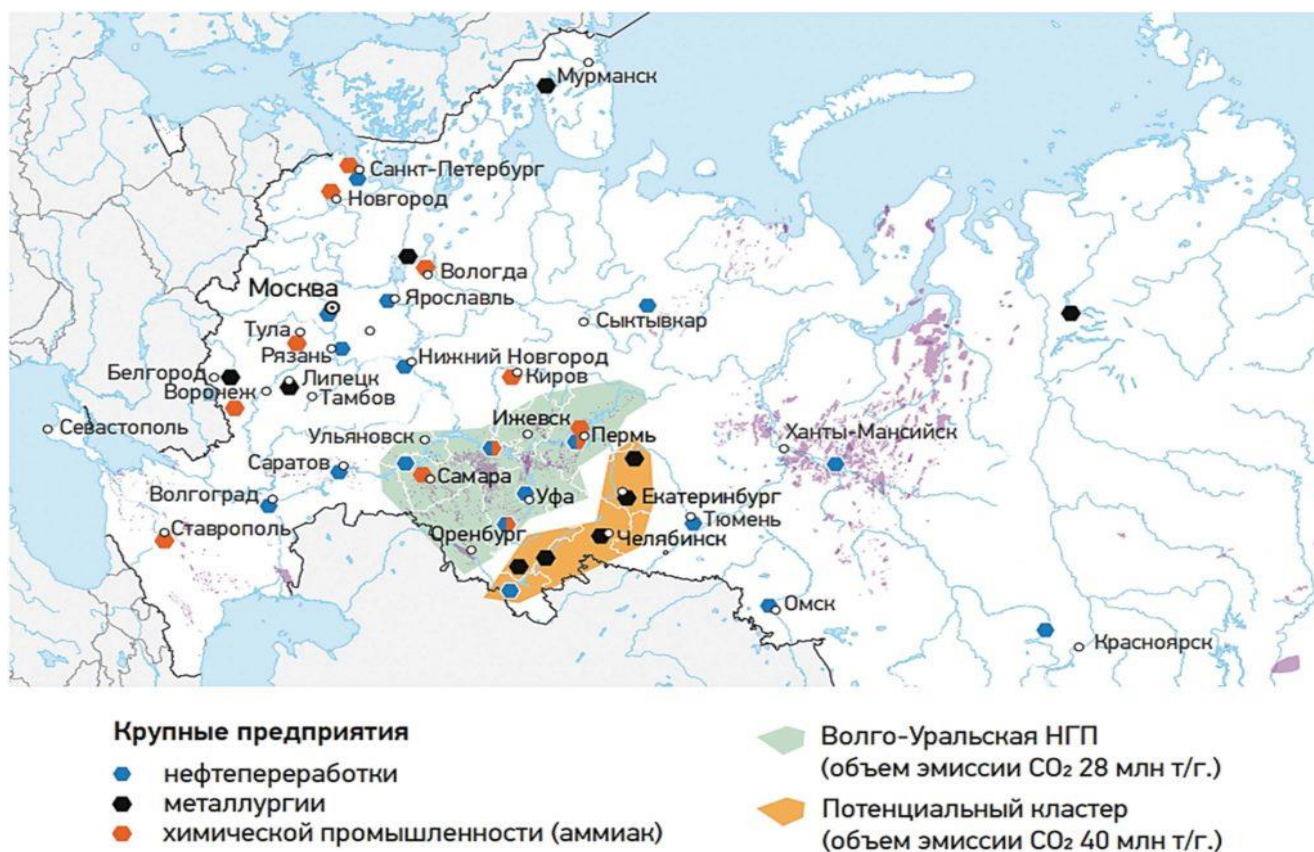 Мурманск
Санкт-Петербург
Новгород
Вологда
Москва
Ярославль
Тула
Сыктывкар
Рязань
Нижний Новгород
Белгород
Липецк
Киров
Воронеж
Тамбов
Севастополь
Ижевск
Ульяновск
Пермь
Ханты-Мансийск
Саратов
Самара
Волгоград
Уфа
Екатеринбург
Тюмень
Ставрополь
Оренбург
Челябинск
Омск
Красноярск
Крупные предприятия
нефтепереработки
металлургии
химической промышленности (аммиак)
Волго-Уральская НГП
(объем эмиссии CO₂ 28 млн т/г.)
Потенциальный кластер
(объем эмиссии CO₂ 40 млн т/г.)